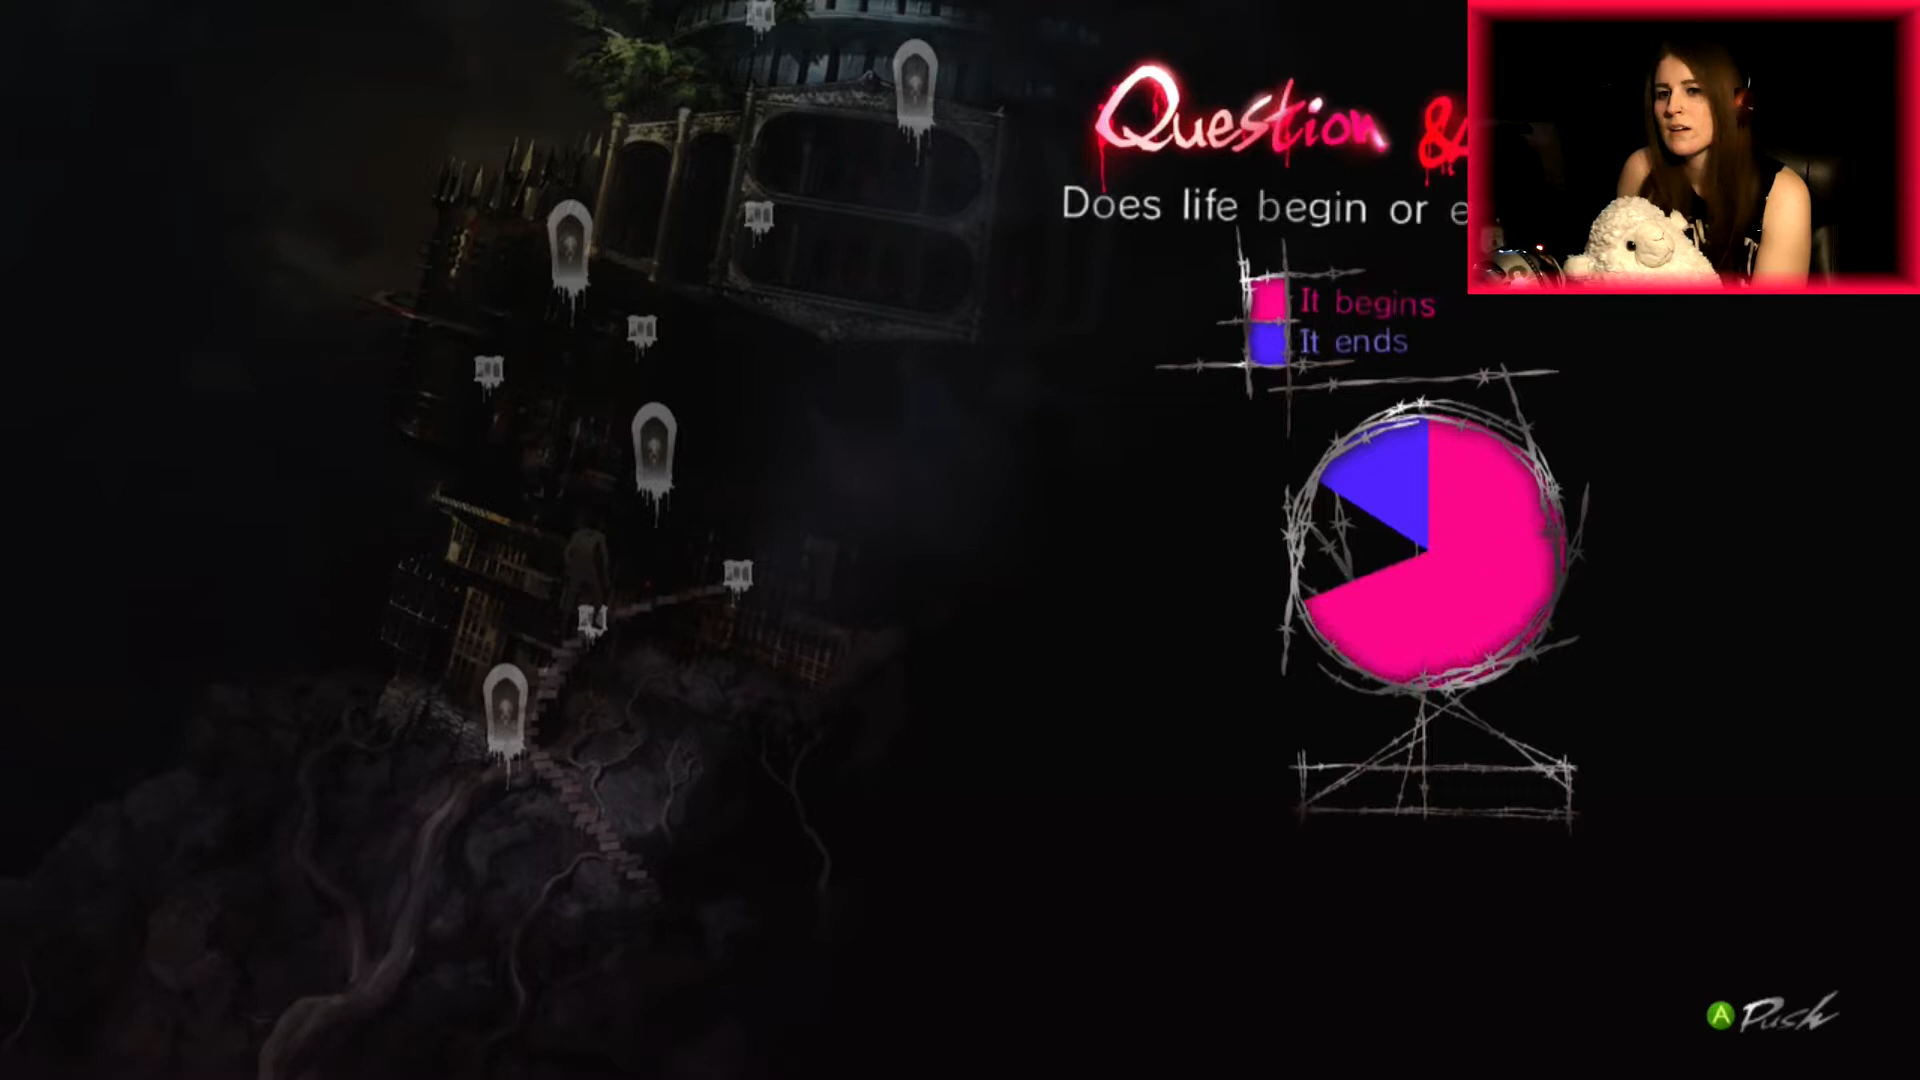 Question &
Does life begin or e
It begins
It ends
A Push